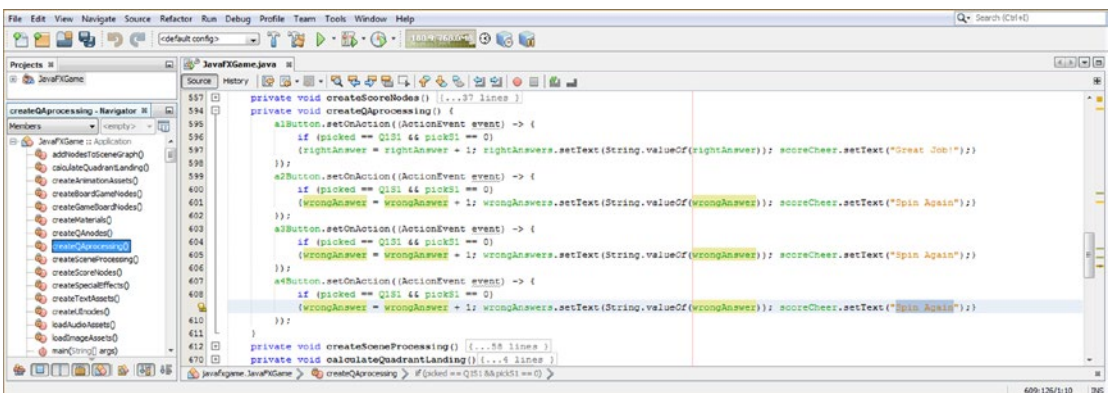 File Edit View Navigate Source Refactor Run Debug Profile Team Tools Window Help
Search (Ctrl+I)
<default config>
Projects
JavaFXGame
createQAprocessing - Navigator
Members <empty>
JavaFXGame :: Application
addNodesToSceneGraph()
calculateQuadrantLanding()
createAnimationAssets()
createBoardGameNodes()
createGameBoardNodes()
createMaterials()
createQAnodes()
createQAprocessing()
createSceneProcessing()
createScoreNodes()
createSpecialEffects()
createTextAssets()
createUInodes()
loadAudioAssets()
loadImageAssets()
main(String[] args)
JavaFXGame.java
Source History
557 private void createScoreNodes() {...37 lines }
594 private void createQAprocessing() {
595 a1Button.setOnAction((ActionEvent event) -> {
596 if (picked == Q1S1 && pickS1 == 0)
597 {rightAnswer = rightAnswer + 1; rightAnswers.setText(String.valueOf(rightAnswer)); scoreCheer.setText("Great Job!");}
598 });
599 a2Button.setOnAction((ActionEvent event) -> {
600 if (picked == Q1S1 && pickS1 == 0)
601 {wrongAnswer = wrongAnswer + 1; wrongAnswers.setText(String.valueOf(wrongAnswer)); scoreCheer.setText("Spin Again");}
602 });
603 a3Button.setOnAction((ActionEvent event) -> {
604 if (picked == Q1S1 && pickS1 == 0)
605 {wrongAnswer = wrongAnswer + 1; wrongAnswers.setText(String.valueOf(wrongAnswer)); scoreCheer.setText("Spin Again");}
606 });
607 a4Button.setOnAction((ActionEvent event) -> {
608 if (picked == Q1S1 && pickS1 == 0)
{wrongAnswer = wrongAnswer + 1; wrongAnswers.setText(String.valueOf(wrongAnswer)); scoreCheer.setText("Spin Again");}
610 });
611 }
612 private void createSceneProcessing() {...58 lines }
670 private void calculateQuadrantLanding() {...4 lines }
javafxgame.JavaFXGame createQAprocessing if (picked == Q1S1 && pickS1 == 0)
609:126/1:10 INS